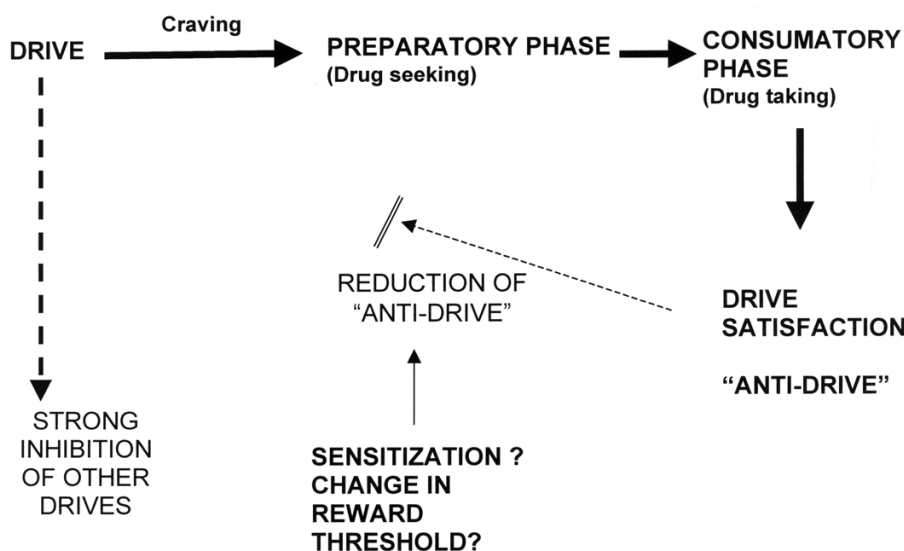 Craving
DRIVE
PREPARATORY PHASE
(Drug seeking)
CONSUMATORY
PHASE
(Drug taking)
REDUCTION OF
“ANTI-DRIVE”
DRIVE
SATISFACTION
“ANTI-DRIVE”
STRONG
INHIBITION
OF OTHER
DRIVES
SENSITIZATION ?
CHANGE IN
REWARD
THRESHOLD?